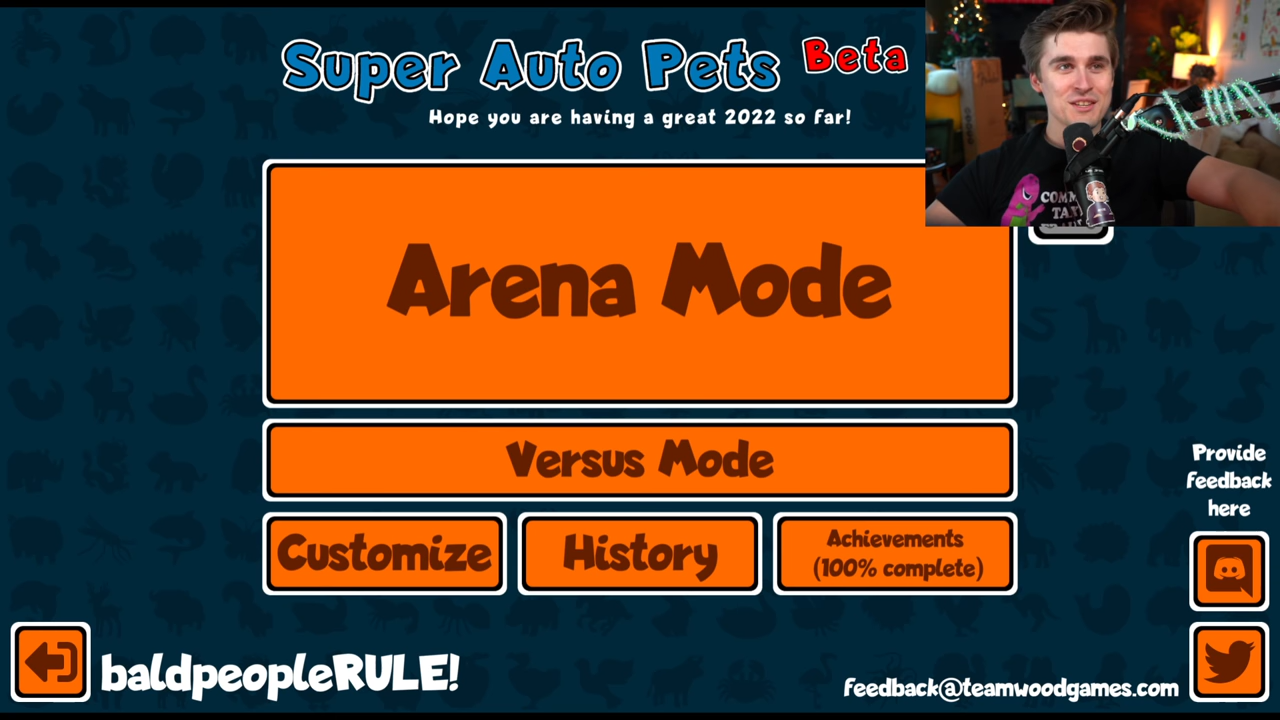 Super Auto Pets Beta
Hope you are having a great 2022 so far!
Arena Mode
Versus Mode
Customize
History
Achievements
(100% complete)
Provide
feedback
here
baldpeopleRULE!
feedback@teamwoodgames.com